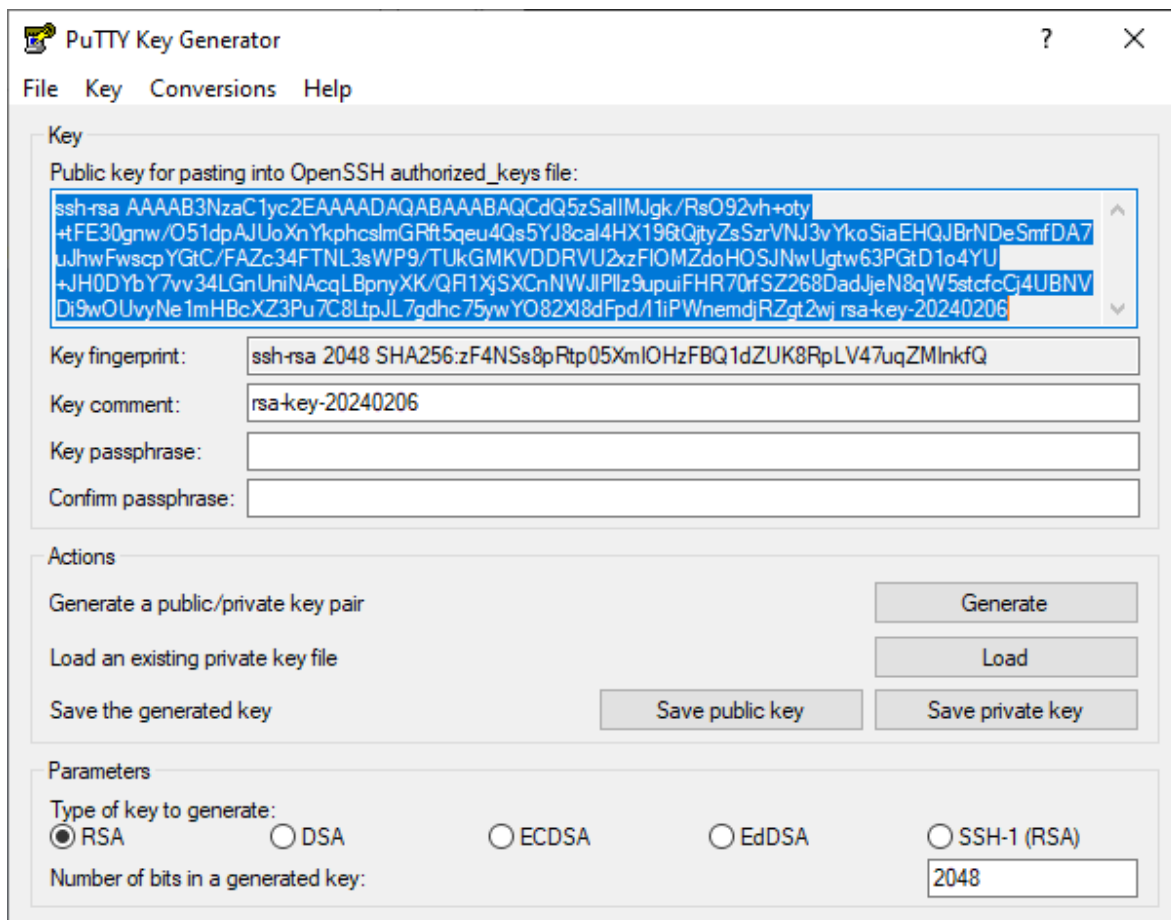 PuTTY Key Generator
File Key Conversions Help
Key
Public key for pasting into OpenSSH authorized_keys file:
ssh-rsa AAAAB3NzaC1yc2EAAAADAQABAAABAQCdQ5zSallMJgk/RsO92vh+oty
+tFE30gnw/O51dpAJUoXnYkphcslmGRft5qeu4Qs5YJ8cal4HX196tQjtyZsSzrVNJ3vYkoSiaEHQJBrNDeSmfDA7
uJhwFwscpYGtC/FAZc34FTNL3sWP9/TUkGMKVDDRVU2xzFlOMZdoHOSJNwUgtw63PGtD1o4YU
+JH0DYbY7vv34LGnUniNAcqLBpnyXK/QFl1XjSXCnNWJlPllz9upuiFHR70rfSZ268DadJjeN8qW5stcfcCj4UBNV
Di9wOUvyNe1mHBcXZ3Pu7C8LtpJL7gdhc75ywYO82Xl8dFpd/l1iPWnemdjRZgt2wj rsa-key-20240206
Key fingerprint: ssh-rsa 2048 SHA256:zF4NSs8pRtp05XmlOHzFBQ1dZUK8RpLV47uqZMlnkfQ
Key comment: rsa-key-20240206
Key passphrase:
Confirm passphrase:
Actions
Generate a public/private key pair Generate
Load an existing private key file Load
Save the generated key Save public key Save private key
Parameters
Type of key to generate:
RSA DSA ECDSA EdDSA SSH-1 (RSA)
Number of bits in a generated key: 2048